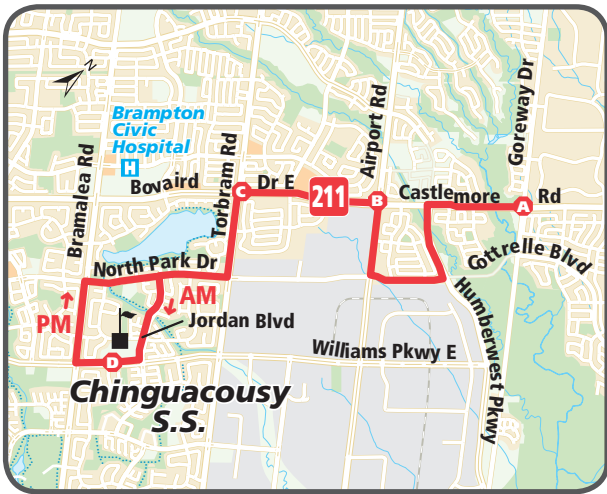 N
Brampton
Civic
Hospital
H
Bramalea Rd
Torbram Rd
Airport Rd
Goreway Dr
Bovaird
C
Dr E
211
B
Castlemore
A
Rd
Cottrelle Blvd
North Park Dr
AM
PM
Jordan Blvd
Humberwest Pkwy
Williams Pkwy E
D
Chinguacousy
S.S.